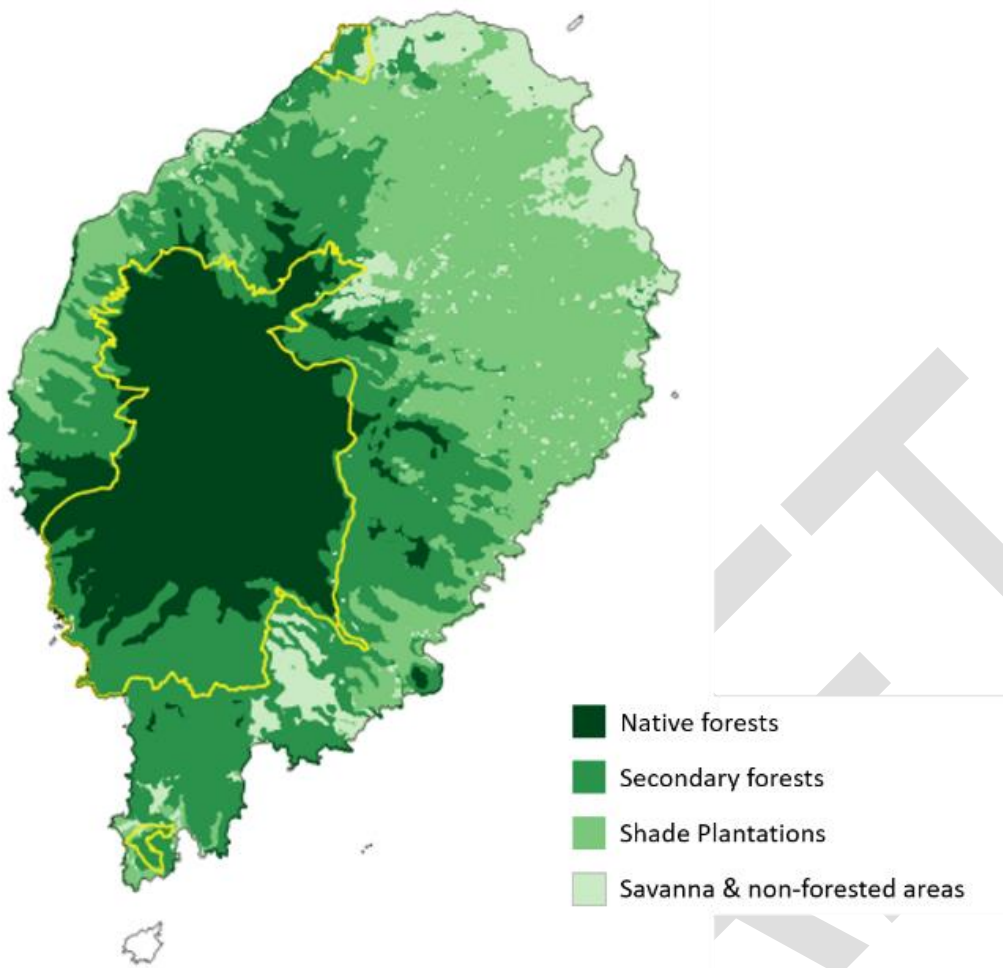 Native forests
Secondary forests
Shade Plantations
Savanna & non-forested areas